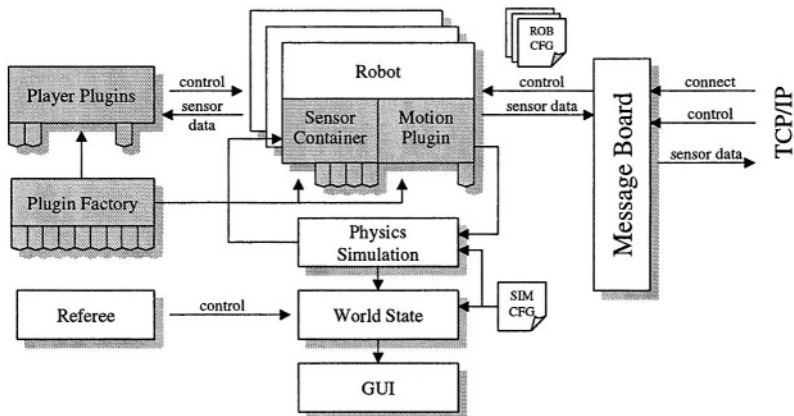 ROB
CFG
Robot
Player Plugins
control
sensor
data
Sensor
Container
Motion
Plugin
control
sensor data
Message Board
connect
control
sensor data
TCP/IP
Plugin Factory
Physics
Simulation
Referee
control
World State
SIM
CFG
GUI